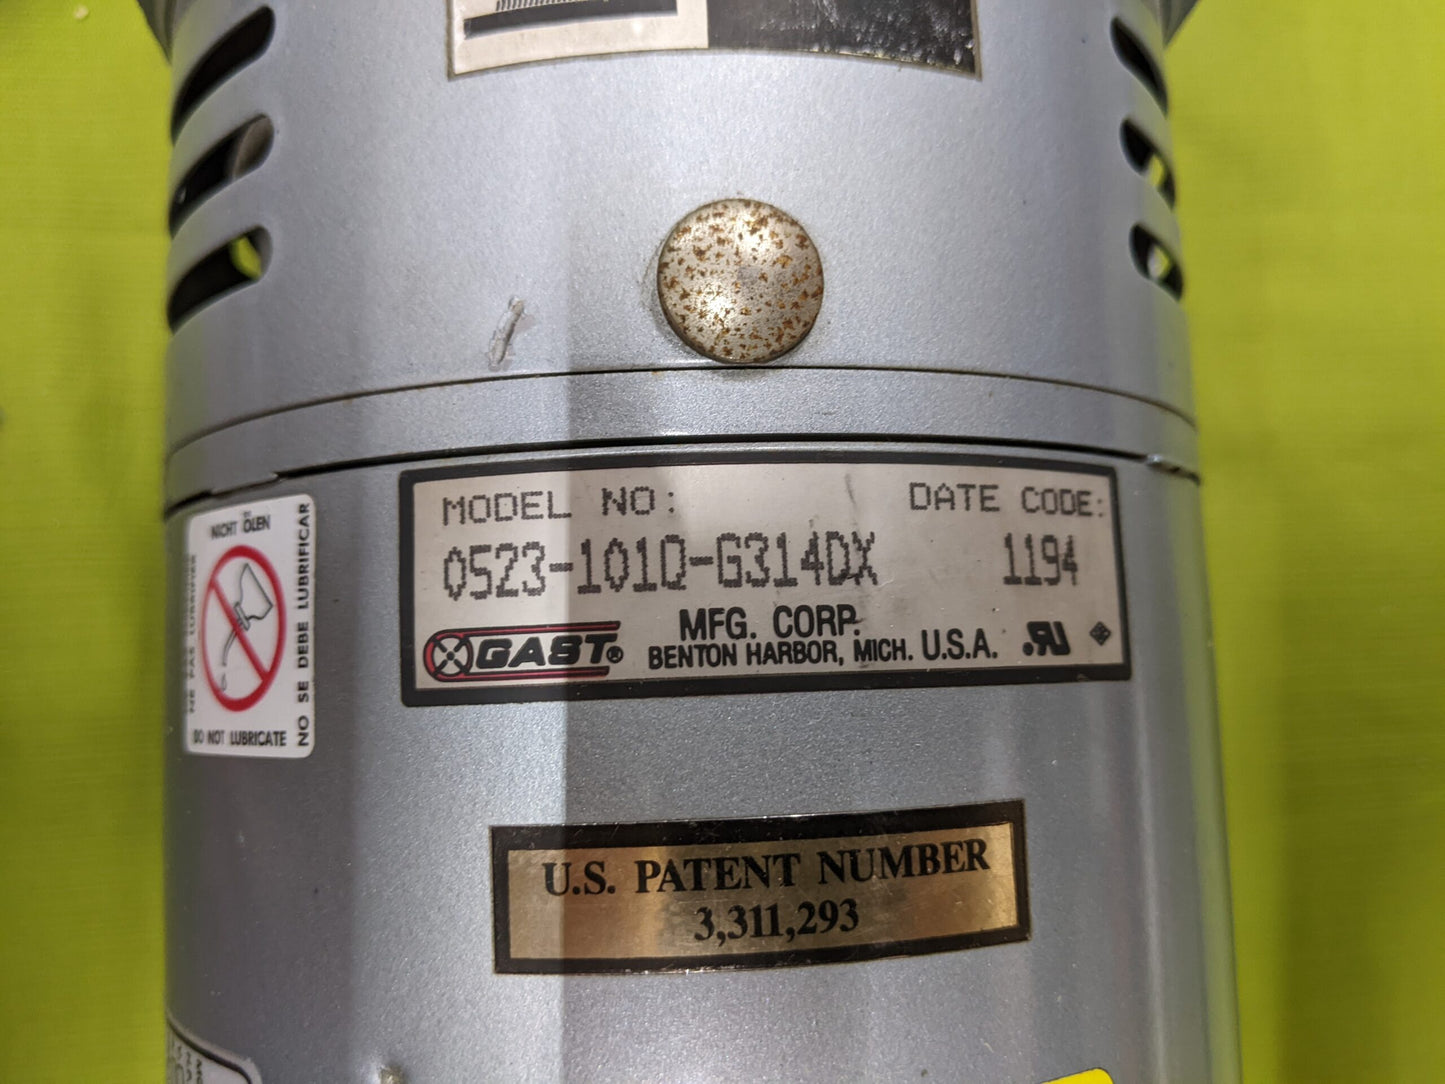 MODEL NO: DATE CODE:
0523-101Q-G314DX 1194
GAST® MFG. CORP.
BENTON HARBOR, MICH. U.S.A.
NICHT ÖLEN
NE PAS LUBRIFIER
NO SE DEBE LUBRIFICAR
DO NOT LUBRICATE
U.S. PATENT NUMBER
3,311,293